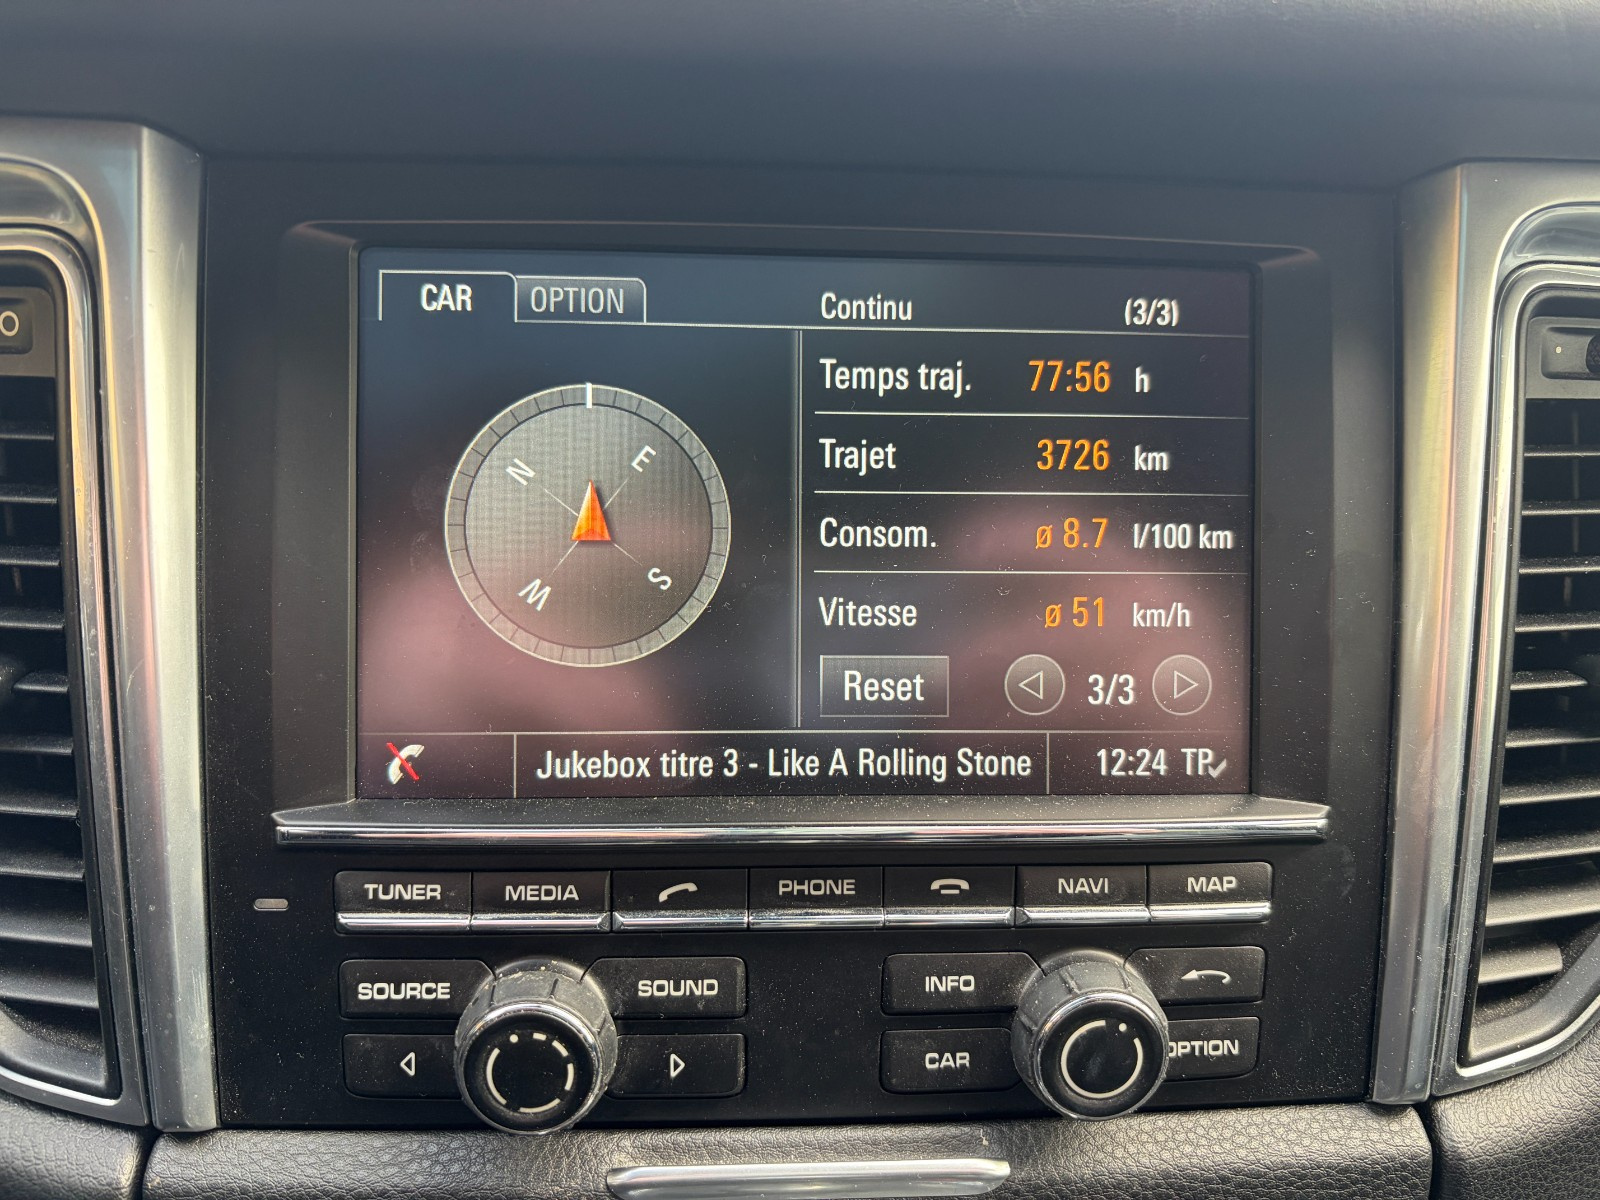 CAR OPTION Continu (3/3)
Temps traj. 77:56 h
Trajet 3726 km
Consom. ø 8.7 l/100 km
Vitesse ø 51 km/h
N E
W S
Reset 3/3
Jukebox titre 3 - Like A Rolling Stone 12:24 TP
TUNER MEDIA PHONE NAVI MAP
SOURCE SOUND INFO
CAR OPTION